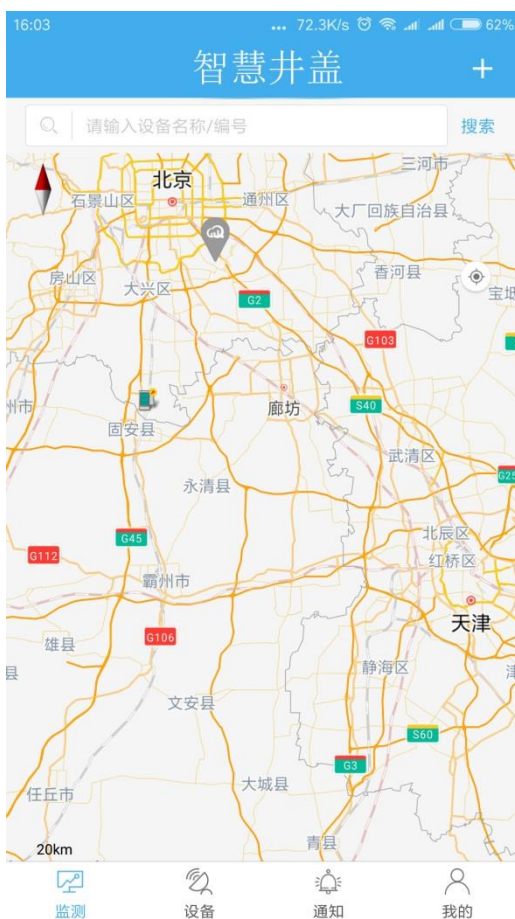 16:03 ... 72.3K/s 62%
智慧井盖 +
请输入设备名称/编号 搜索
三河市
北京
石景山区 通州区
大厂回族自治县
房山区 香河县
大兴区 宝坻
G2
G103
廊坊 S40
州市
固安县
武清区
永清县 G25
G45 北辰区
G112 红桥区
霸州市
天津
G106
雄县 静海区 津
县
文安县
S60
G3
大城县
任丘市
青县
20km
监测 设备 通知 我的